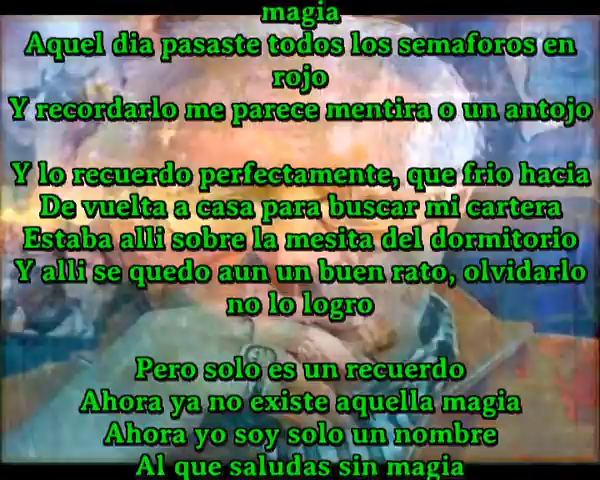 magia
Aquel dia pasaste todos los semaforos en
rojo
Y recordarlo me parece mentira o un antojo
Y lo recuerdo perfectamente, que frio hacia
De vuelta a casa para buscar mi cartera
Estaba alli sobre la mesita del dormitorio
Y alli se quedo aun un buen rato, olvidarlo
no lo logro
Pero solo es un recuerdo
Ahora ya no existe aquella magia
Ahora yo soy solo un nombre
Al que saludas sin magia